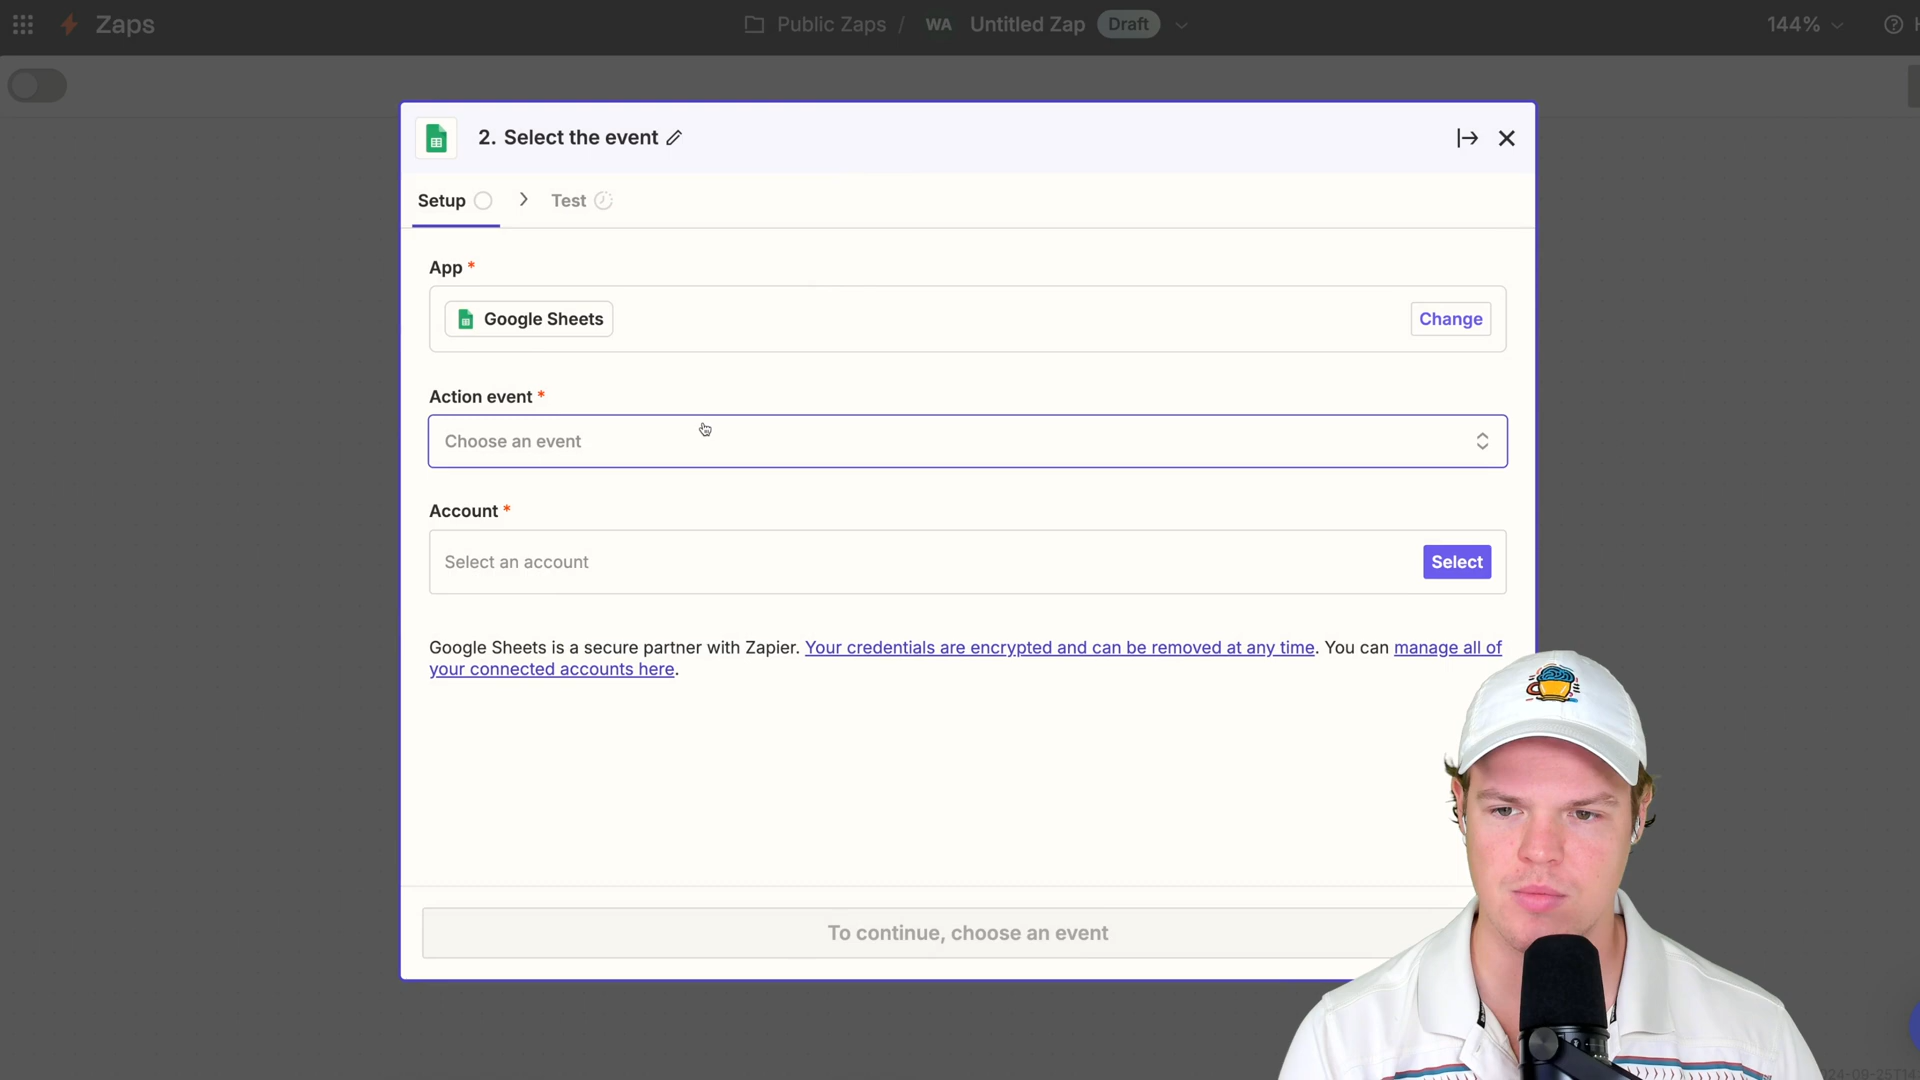 Zaps
Public Zaps / WA Untitled Zap Draft
144%
2. Select the event
Setup
Test
App *
Google Sheets
Change
Action event *
Choose an event
Account *
Select an account
Select
Google Sheets is a secure partner with Zapier. Your credentials are encrypted and can be removed at any time. You can manage all of
your connected accounts here.
To continue, choose an event